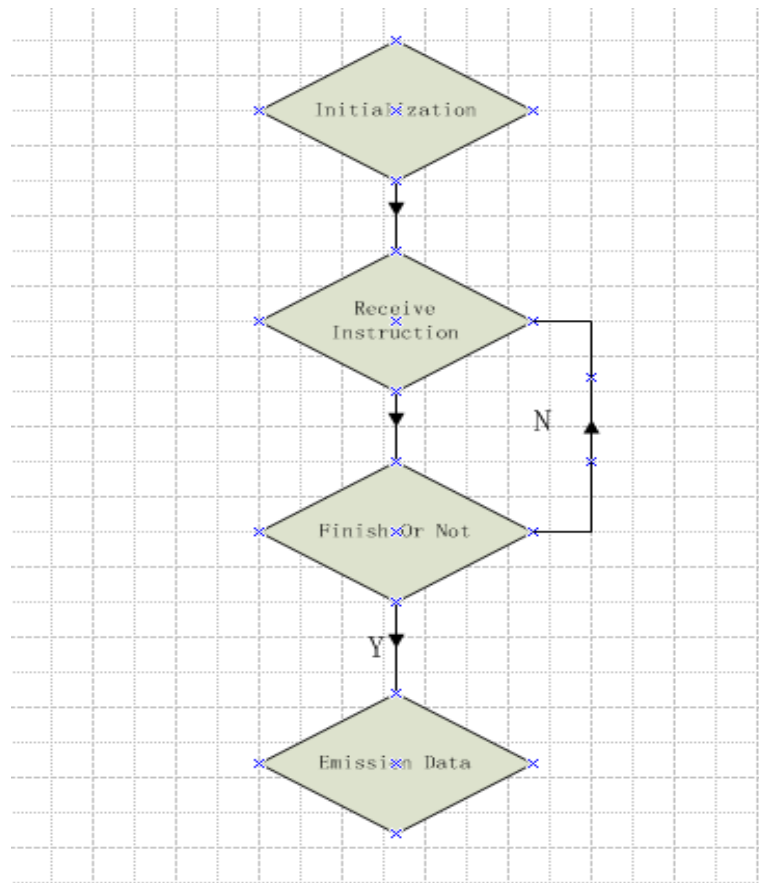 Initialization
Receive
Instruction
N
Finish Or Not
Y
Emission Data